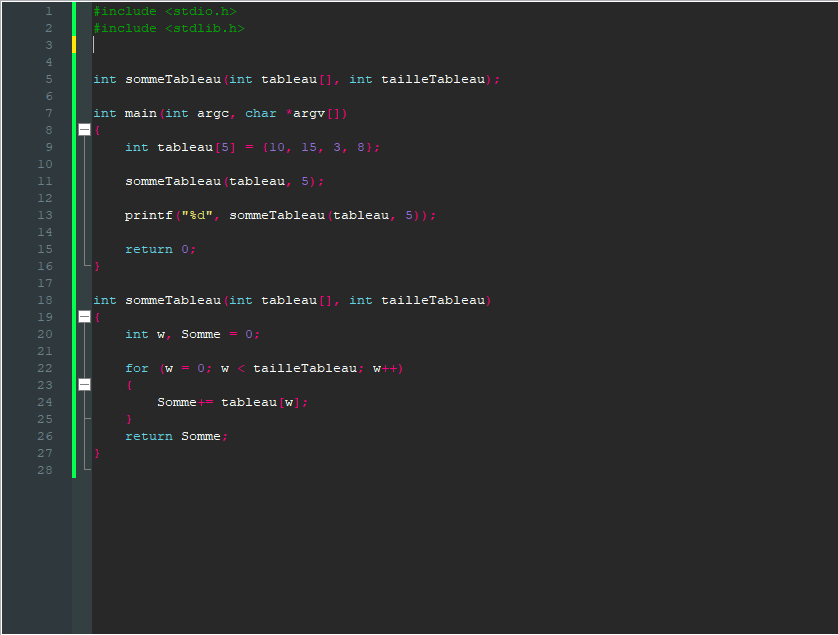 1 #include <stdio.h>
2 #include <stdlib.h>
3
4
5 int sommeTableau(int tableau[], int tailleTableau);
6
7 int main(int argc, char *argv[])
8 {
9     int tableau[5] = {10, 15, 3, 8};
10
11     sommeTableau(tableau, 5);
12
13     printf("%d", sommeTableau(tableau, 5));
14
15     return 0;
16 }
17
18 int sommeTableau(int tableau[], int tailleTableau)
19 {
20     int w, Somme = 0;
21
22     for (w = 0; w < tailleTableau; w++)
23     {
24         Somme+= tableau[w];
25     }
26     return Somme;
27 }
28